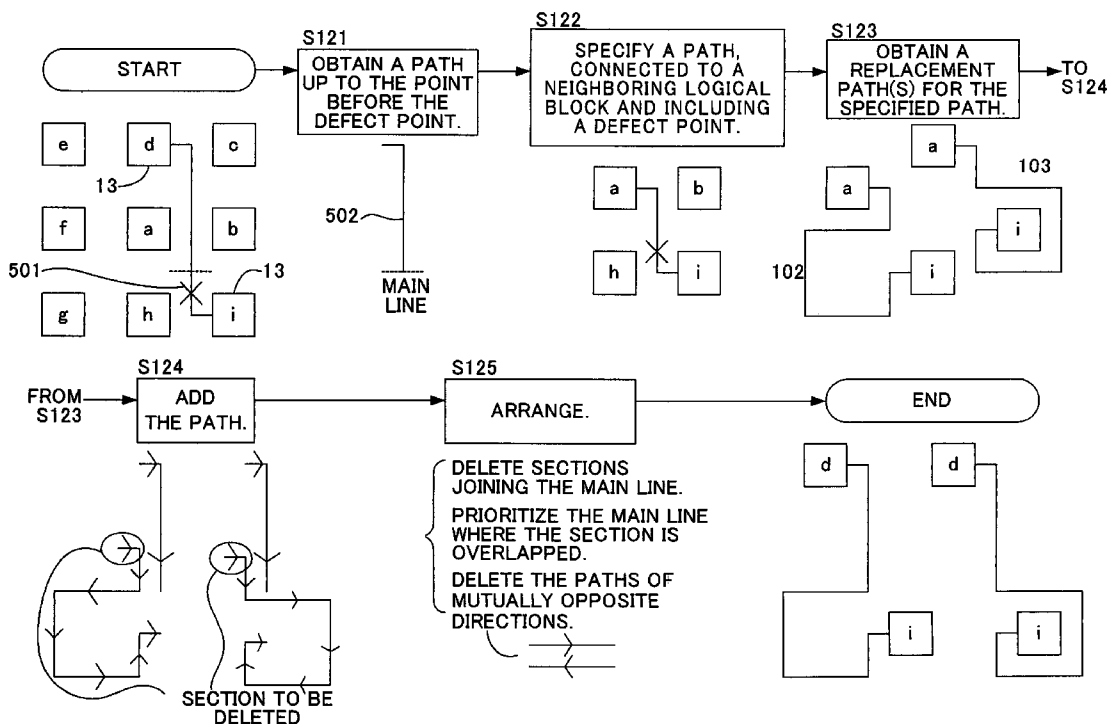 START
S121
OBTAIN A PATH
UP TO THE POINT
BEFORE THE
DEFECT POINT.
S122
SPECIFY A PATH,
CONNECTED TO A
NEIGHBORING LOGICAL
BLOCK AND INCLUDING
A DEFECT POINT.
S123
OBTAIN A
REPLACEMENT
PATH(S) FOR THE
SPECIFIED PATH.
TO
S124
e
d
c
13
f
a
b
501
13
g
h
i
502
MAIN
LINE
a
b
h
i
a
a
103
i
102
i
FROM
S123
S124
ADD
THE PATH.
S125
ARRANGE.
END
SECTION TO BE
DELETED
DELETE SECTIONS
JOINING THE MAIN LINE.
PRIORITIZE THE MAIN LINE
WHERE THE SECTION IS
OVERLAPPED.
DELETE THE PATHS OF
MUTUALLY OPPOSITE
DIRECTIONS.
d
d
i
i